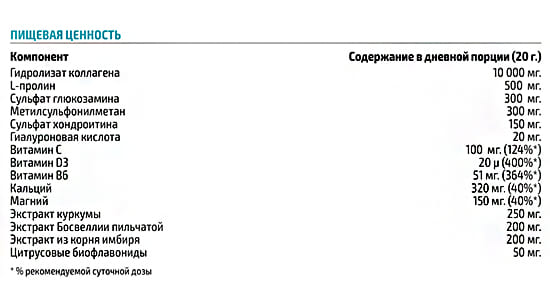 ПИЩЕВАЯ ЦЕННОСТЬ
Компонент Содержание в дневной порции (20 г.)
Гидролизат коллагена 10 000 мг.
L-пролин 500 мг.
Сульфат глюкозамина 300 мг.
Метилсульфонилметан 300 мг.
Сульфат хондроитина 150 мг.
Гиалуроновая кислота 20 мг.
Витамин С 100 мг. (124%*)
Витамин D3 20 µ (400%*)
Витамин В6 51 мг. (364%*)
Кальций 320 мг. (40%*)
Магний 150 мг. (40%*)
Экстракт куркумы 250 мг.
Экстракт Босвеллии пильчатой 200 мг.
Экстракт из корня имбиря 200 мг.
Цитрусовые биофлавониды 50 мг.
* % рекомендуемой суточной дозы